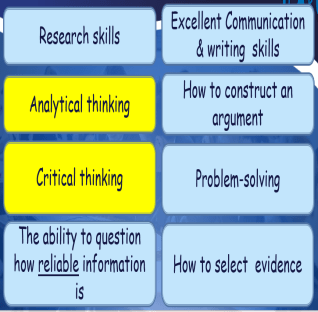 Research skills
Excellent Communication
& writing skills
Analytical thinking
How to construct an
argument
Critical thinking
Problem-solving
The ability to question
how reliable information
is
How to select evidence